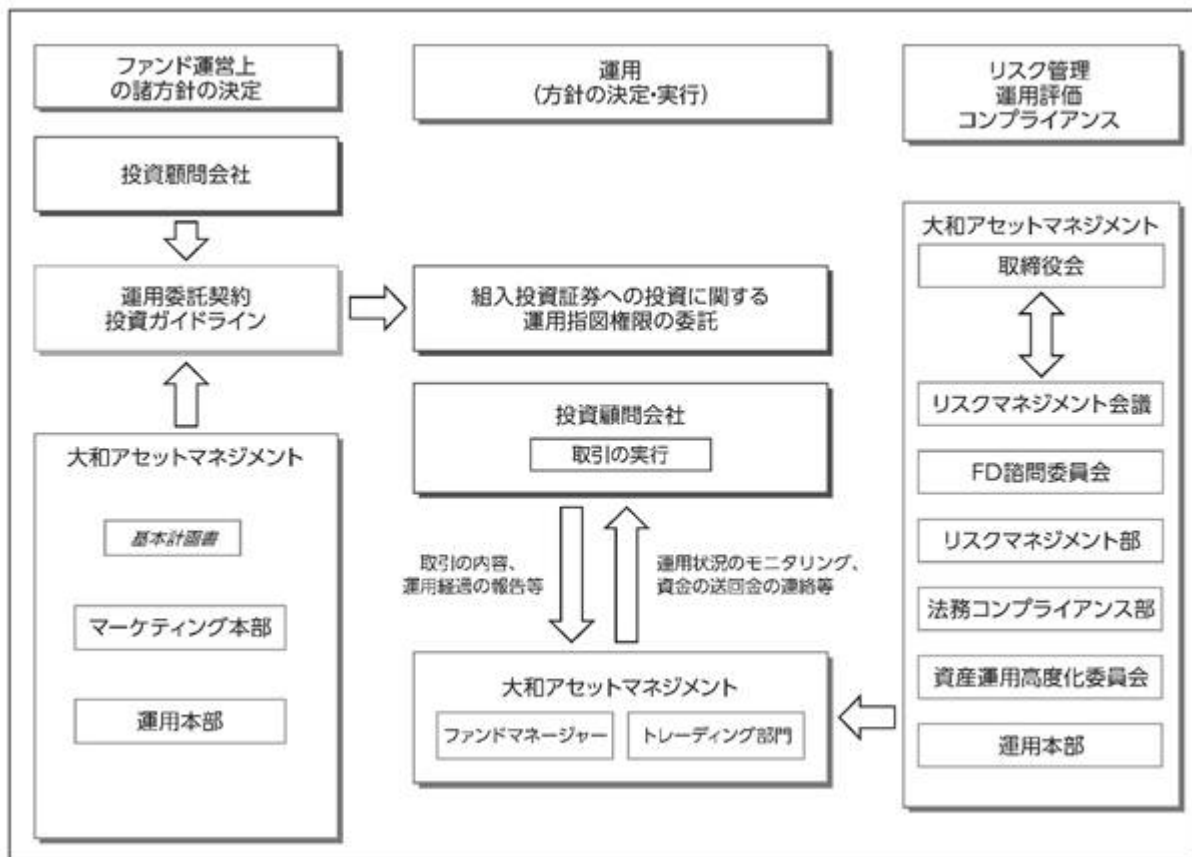 ファンド運営上
の諸方針の決定
投資顧問会社
運用委託契約
投資ガイドライン
大和アセットマネジメント
基本計画書
マーケティング本部
運用本部
運用
(方針の決定・実行)
組入投資証券への投資に関する
運用指図権限の委託
投資顧問会社
取引の実行
取引の内容、
運用経過の報告等
運用状況のモニタリング、
資金の送回金の連絡等
大和アセットマネジメント
ファンドマネージャー
トレーディング部門
リスク管理
運用評価
コンプライアンス
大和アセットマネジメント
取締役会
リスクマネジメント会議
FD諮問委員会
リスクマネジメント部
法務コンプライアンス部
資産運用高度化委員会
運用本部